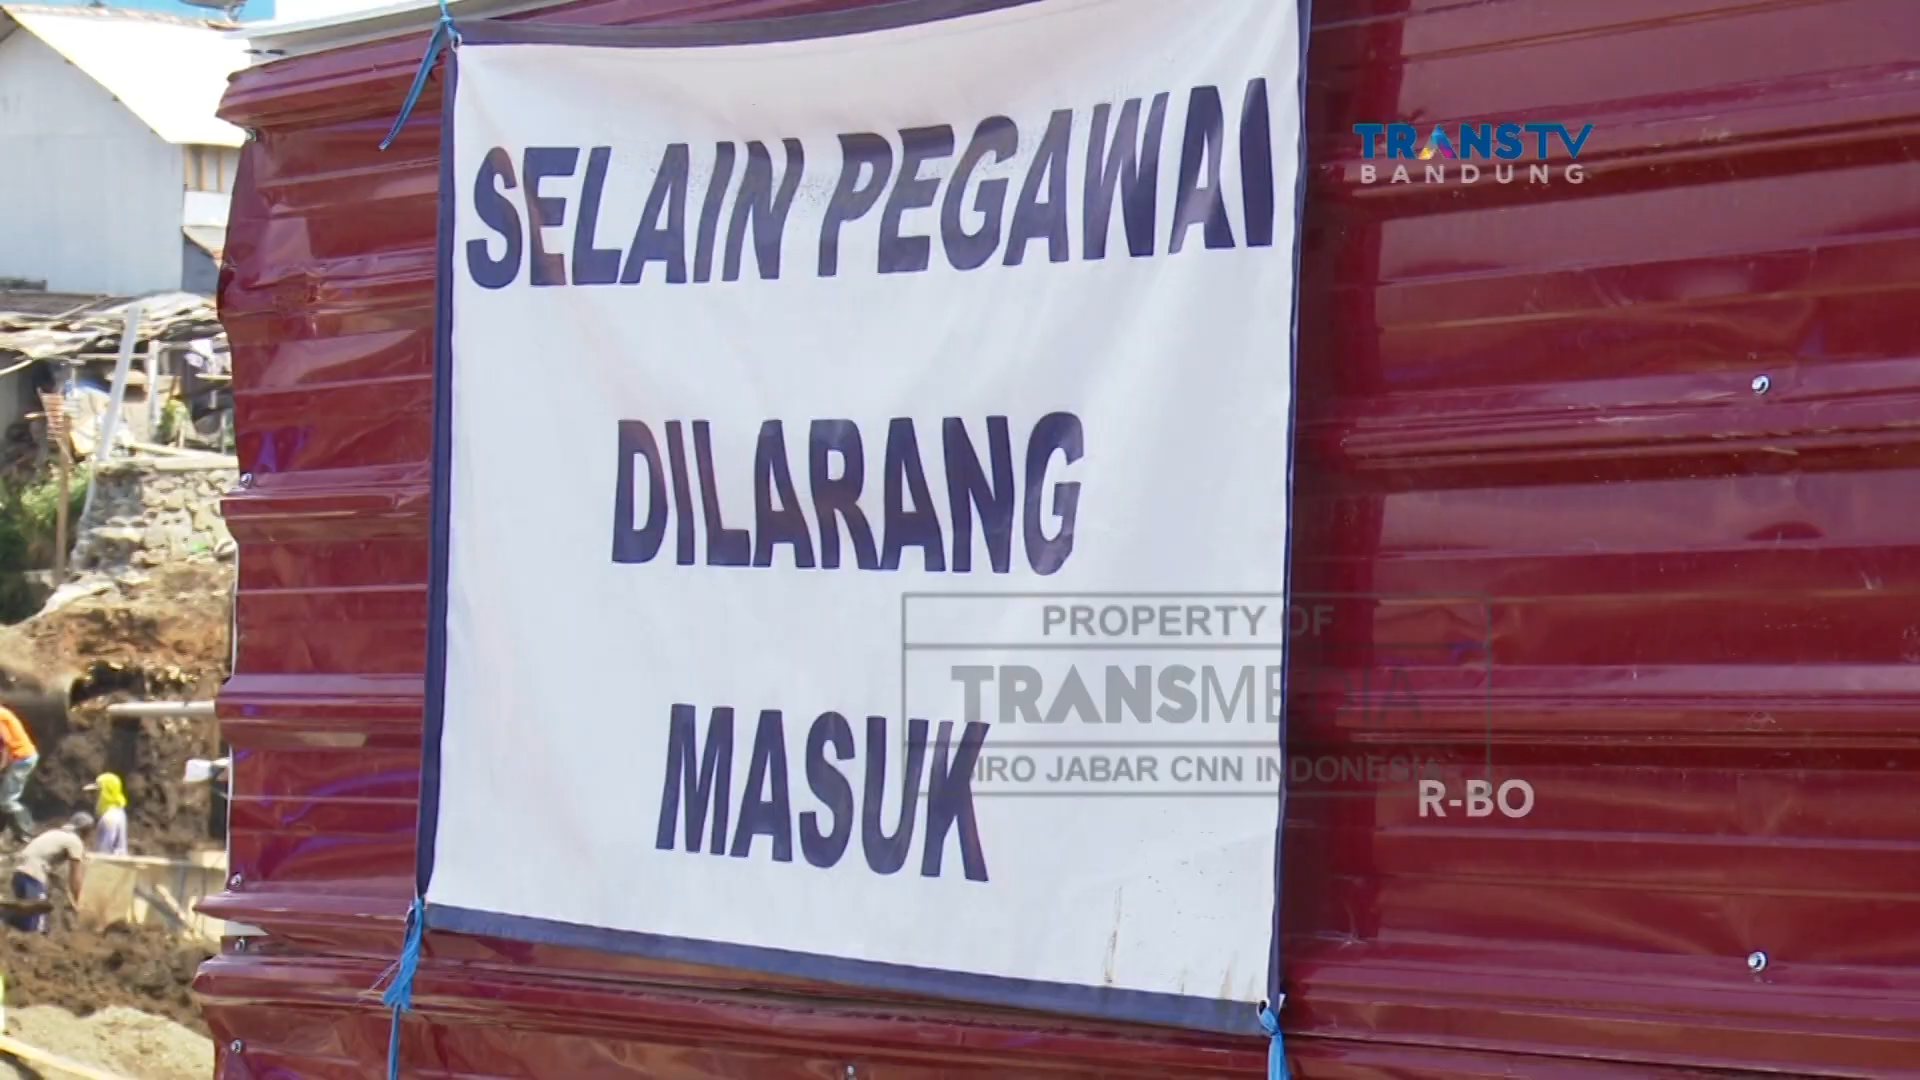 SELAIN PEGAWAI
DILARANG
MASUK
TRANSTV
BANDUNG
PROPERTY OF
TRANSMEDIA
BIRO JABAR CNN INDONESIA
R-BO